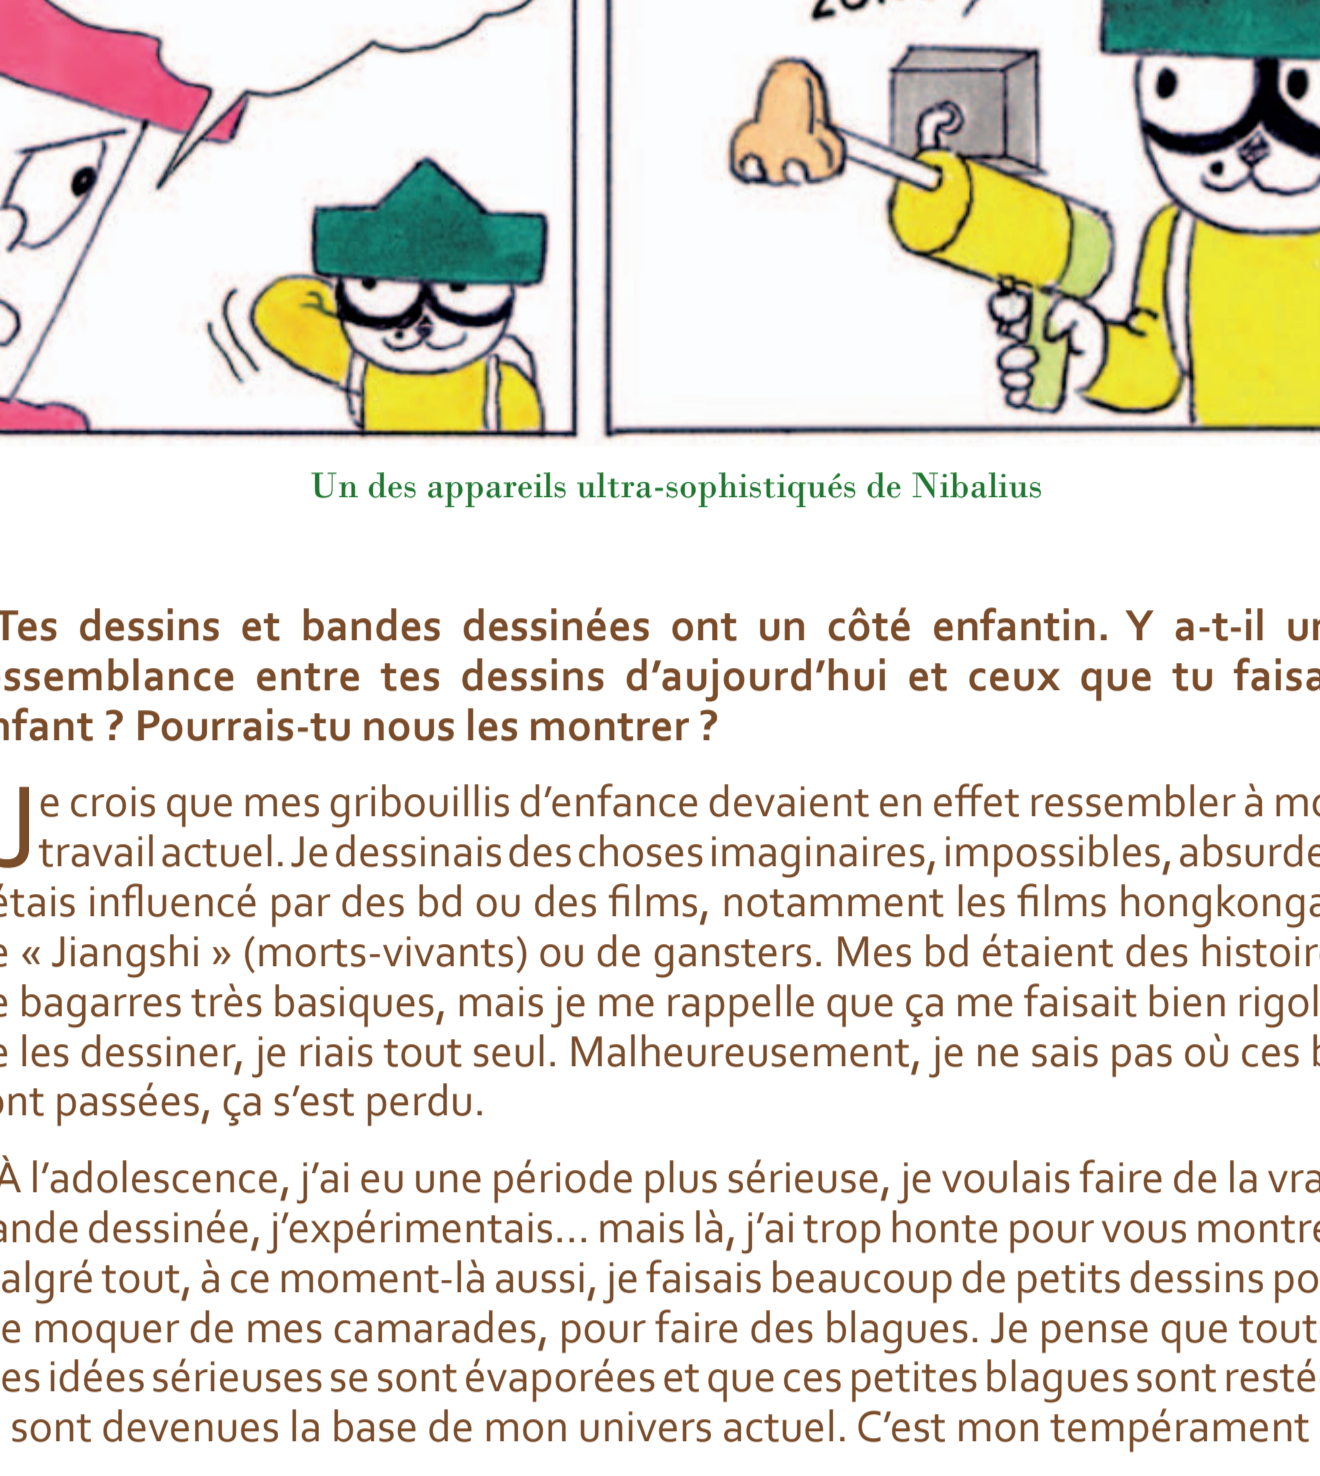 Un des appareils ultra-sophistiqués de Nibalius
Tes dessins et bandes dessinées ont un côté enfantin. Y a-t-il un
ssemblance entre tes dessins d’aujourd’hui et ceux que tu faisa
nfant ? Pourrais-tu nous les montrer ?
Je crois que mes gribouillis d’enfance devaient en effet ressembler à mo
travail actuel. Je dessinais des choses imaginaires, impossibles, absurde
étais influencé par des bd ou des films, notamment les films hongkonga
e « Jiangshi » (morts-vivants) ou de gansters. Mes bd étaient des histoire
e bagarres très basiques, mais je me rappelle que ça me faisait bien rigol
e les dessiner, je riais tout seul. Malheureusement, je ne sais pas où ces b
ont passées, ça s’est perdu.
À l’adolescence, j’ai eu une période plus sérieuse, je voulais faire de la vra
ande dessinée, j’expérimentais... mais là, j’ai trop honte pour vous montre
algré tout, à ce moment-là aussi, je faisais beaucoup de petits dessins po
e moquer de mes camarades, pour faire des blagues. Je pense que tout
es idées sérieuses se sont évaporées et que ces petites blagues sont resté
sont devenues la base de mon univers actuel. C’est mon tempérament